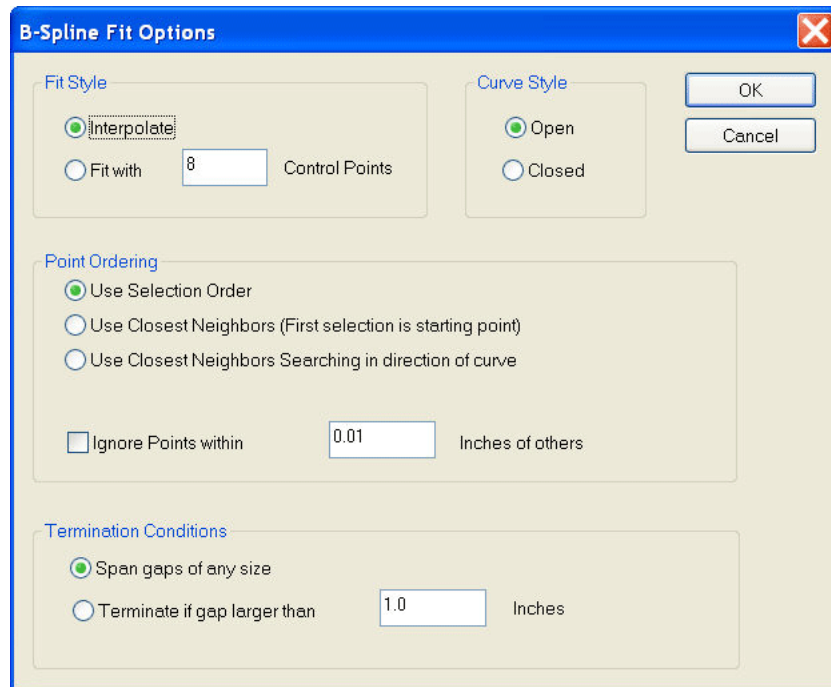 B-Spline Fit Options
Fit Style
Interpolate
Fit with 8 Control Points
Curve Style
Open
Closed
OK
Cancel
Point Ordering
Use Selection Order
Use Closest Neighbors (First selection is starting point)
Use Closest Neighbors Searching in direction of curve
Ignore Points within 0.01 Inches of others
Termination Conditions
Span gaps of any size
Terminate if gap larger than 1.0 Inches